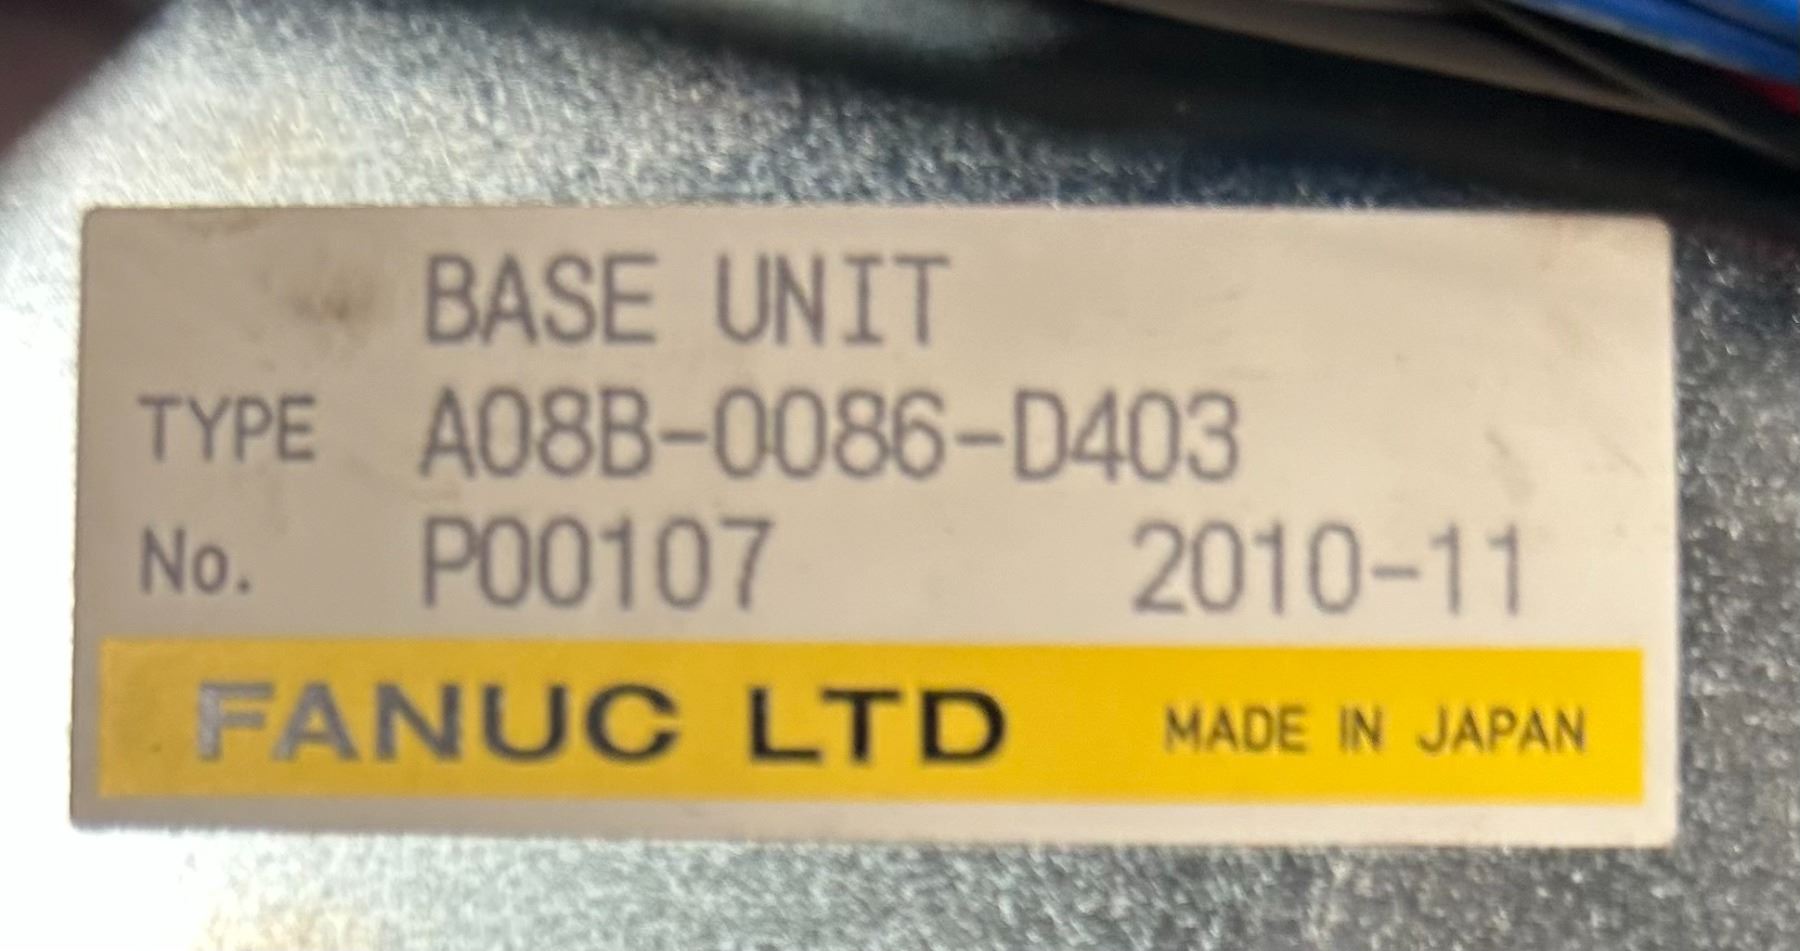 BASE UNIT
TYPE A08B-0086-D403
No. P00107 2010-11
FANUC LTD MADE IN JAPAN